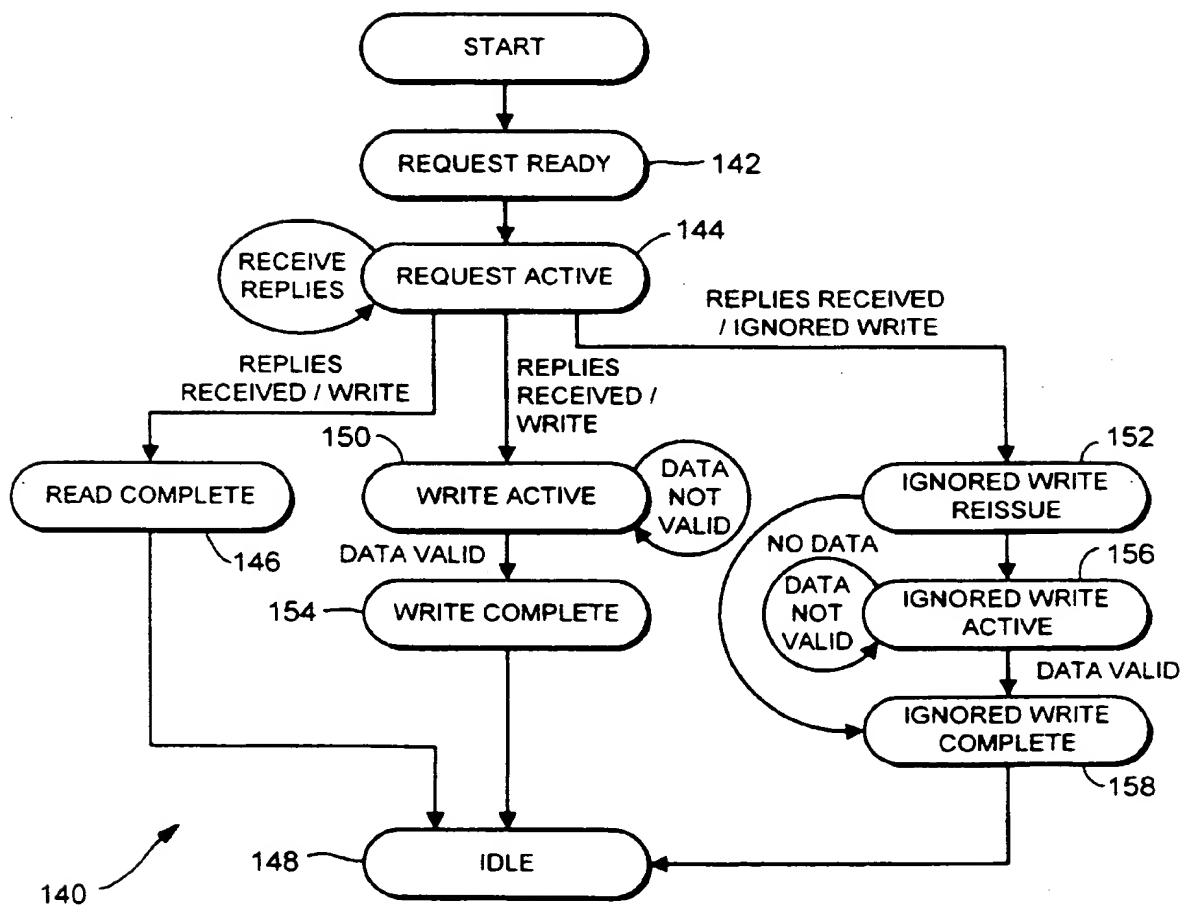 START
REQUEST READY
142
144
RECEIVE
REPLIES
REQUEST ACTIVE
REPLIES RECEIVED
/ IGNORED WRITE
REPLIES
RECEIVED / WRITE
REPLIES
RECEIVED /
WRITE
150
152
READ COMPLETE
WRITE ACTIVE
DATA
NOT
VALID
IGNORED WRITE
REISSUE
146
DATA VALID
NO DATA
156
154
WRITE COMPLETE
DATA
NOT
VALID
IGNORED WRITE
ACTIVE
DATA VALID
IGNORED WRITE
COMPLETE
158
148
IDLE
140